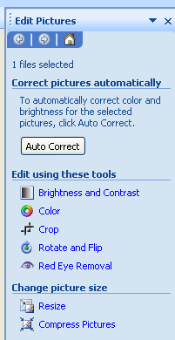 Edit Pictures
1 files selected
Correct pictures automatically
To automatically correct color and
brightness for the selected
pictures, click Auto Correct.
Auto Correct
Edit using these tools
Brightness and Contrast
Color
Crop
Rotate and Flip
Red Eye Removal
Change picture size
Resize
Compress Pictures